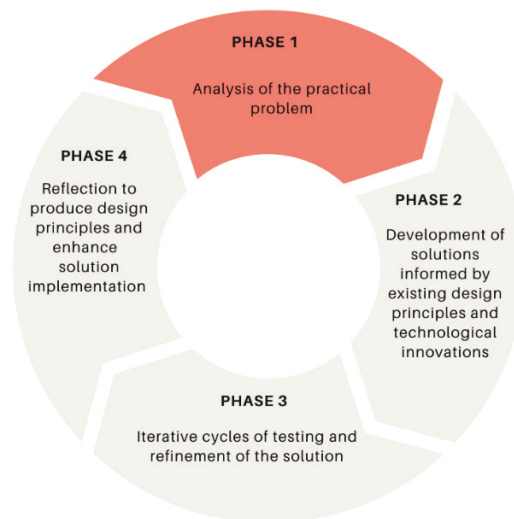 PHASE 1
Analysis of the practical
problem
PHASE 2
Development of
solutions
informed by
existing design
principles and
technological
innovations
PHASE 3
Iterative cycles of testing and
refinement of the solution
PHASE 4
Reflection to
produce design
principles and
enhance
solution
implementation